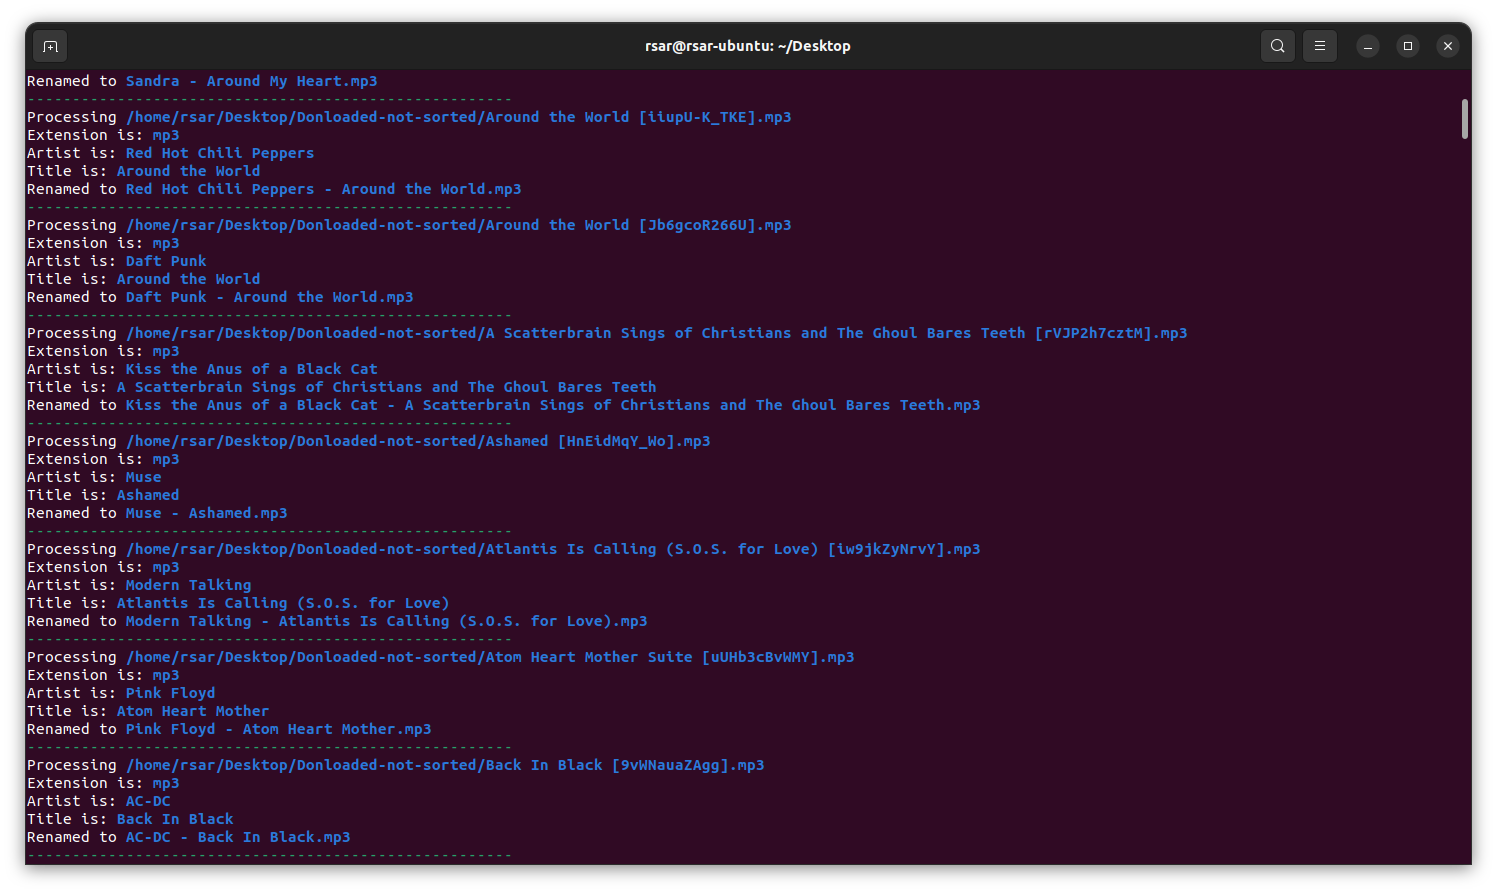 rsar@rsar-ubuntu: ~/Desktop
Renamed to Sandra - Around My Heart.mp3
------------------------------------------------------
Processing /home/rsar/Desktop/Donloaded-not-sorted/Around the World [iiupU-K_TKE].mp3
Extension is: mp3
Artist is: Red Hot Chili Peppers
Title is: Around the World
Renamed to Red Hot Chili Peppers - Around the World.mp3
------------------------------------------------------
Processing /home/rsar/Desktop/Donloaded-not-sorted/Around the World [Jb6gcoR266U].mp3
Extension is: mp3
Artist is: Daft Punk
Title is: Around the World
Renamed to Daft Punk - Around the World.mp3
------------------------------------------------------
Processing /home/rsar/Desktop/Donloaded-not-sorted/A Scatterbrain Sings of Christians and The Ghoul Bares Teeth [rVJP2h7cztM].mp3
Extension is: mp3
Artist is: Kiss the Anus of a Black Cat
Title is: A Scatterbrain Sings of Christians and The Ghoul Bares Teeth
Renamed to Kiss the Anus of a Black Cat - A Scatterbrain Sings of Christians and The Ghoul Bares Teeth.mp3
------------------------------------------------------
Processing /home/rsar/Desktop/Donloaded-not-sorted/Ashamed [HnEidMqY_Wo].mp3
Extension is: mp3
Artist is: Muse
Title is: Ashamed
Renamed to Muse - Ashamed.mp3
------------------------------------------------------
Processing /home/rsar/Desktop/Donloaded-not-sorted/Atlantis Is Calling (S.O.S. for Love) [iw9jkZyNrvY].mp3
Extension is: mp3
Artist is: Modern Talking
Title is: Atlantis Is Calling (S.O.S. for Love)
Renamed to Modern Talking - Atlantis Is Calling (S.O.S. for Love).mp3
------------------------------------------------------
Processing /home/rsar/Desktop/Donloaded-not-sorted/Atom Heart Mother Suite [uUHb3cBvWMY].mp3
Extension is: mp3
Artist is: Pink Floyd
Title is: Atom Heart Mother
Renamed to Pink Floyd - Atom Heart Mother.mp3
------------------------------------------------------
Processing /home/rsar/Desktop/Donloaded-not-sorted/Back In Black [9vWNauaZAgg].mp3
Extension is: mp3
Artist is: AC-DC
Title is: Back In Black
Renamed to AC-DC - Back In Black.mp3
------------------------------------------------------